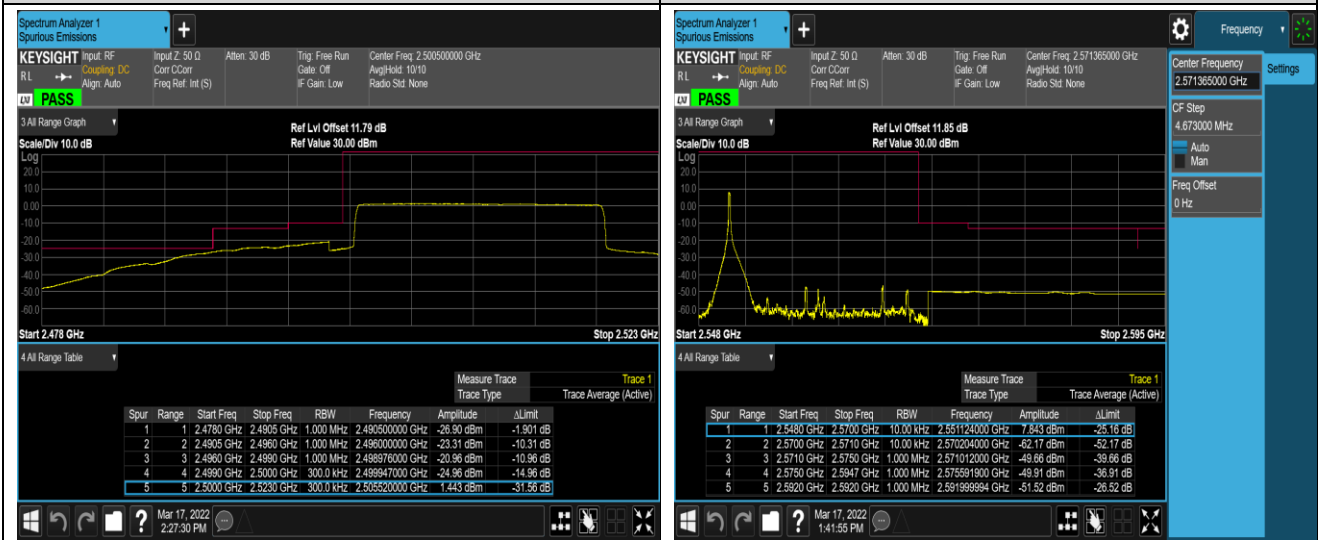 Spectrum Analyzer 1
Spurious Emissions
KEYSIGHT Input: RF Input Z: 50 Ω Atten: 30 dB Trig: Free Run Center Freq: 2.500500000 GHz
Coupling: DC Corr CCorr Gate: Off Avg|Hold: 10/10
R L Align: Auto Freq Ref: Int (S) IF Gain: Low Radio Std: None
LXI PASS
3 All Range Graph
Ref Lvl Offset 11.79 dB
Scale/Div 10.0 dB Ref Value 30.00 dBm
Log
20.0
10.0
0.00
-10.0
-20.0
-30.0
-40.0
-50.0
-60.0
Start 2.478 GHz Stop 2.523 GHz
4 All Range Table
Measure Trace Trace 1
Trace Type Trace Average (Active)
Spur Range Start Freq Stop Freq RBW Frequency Amplitude ΔLimit
1 1 2.4780 GHz 2.4905 GHz 1.000 MHz 2.490500000 GHz -26.90 dBm -1.901 dB
2 2 2.4905 GHz 2.4960 GHz 1.000 MHz 2.496000000 GHz -23.31 dBm -10.31 dB
3 3 2.4960 GHz 2.4990 GHz 1.000 MHz 2.498976000 GHz -20.96 dBm -10.96 dB
4 4 2.4990 GHz 2.5000 GHz 300.0 kHz 2.499947000 GHz -24.96 dBm -14.96 dB
5 5 2.5000 GHz 2.5230 GHz 300.0 kHz 2.505520000 GHz 1.443 dBm -31.56 dB
Mar 17, 2022
2:27:30 PM
Spectrum Analyzer 1
Spurious Emissions
KEYSIGHT Input: RF Input Z: 50 Ω Atten: 30 dB Trig: Free Run Center Freq: 2.571365000 GHz
Coupling: DC Corr CCorr Gate: Off Avg|Hold: 10/10
R L Align: Auto Freq Ref: Int (S) IF Gain: Low Radio Std: None
LXI PASS
3 All Range Graph
Ref Lvl Offset 11.85 dB
Scale/Div 10.0 dB Ref Value 30.00 dBm
Log
20.0
10.0
0.00
-10.0
-20.0
-30.0
-40.0
-50.0
-60.0
Start 2.548 GHz Stop 2.595 GHz
4 All Range Table
Measure Trace Trace 1
Trace Type Trace Average (Active)
Spur Range Start Freq Stop Freq RBW Frequency Amplitude ΔLimit
1 1 2.5480 GHz 2.5700 GHz 10.00 kHz 2.551124000 GHz 7.843 dBm -25.16 dB
2 2 2.5700 GHz 2.5710 GHz 10.00 kHz 2.570204000 GHz -62.17 dBm -52.17 dB
3 3 2.5710 GHz 2.5750 GHz 1.000 MHz 2.571012000 GHz -49.66 dBm -39.66 dB
4 4 2.5750 GHz 2.5947 GHz 1.000 MHz 2.575591900 GHz -49.91 dBm -36.91 dB
5 5 2.5920 GHz 2.5920 GHz 1.000 MHz 2.591999994 GHz -51.52 dBm -26.52 dB
Mar 17, 2022
1:41:55 PM
Frequency
Center Frequency
2.571365000 GHz
Settings
CF Step
4.673000 MHz
Auto
Man
Freq Offset
0 Hz